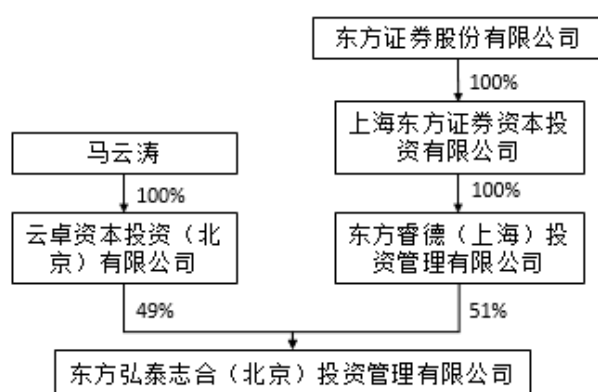 东方证券股份有限公司
100%
上海东方证券资本投
资有限公司
马云涛
100%
100%
云卓资本投资（北
京）有限公司
东方睿德（上海）投
资管理有限公司
49%
51%
东方弘泰志合（北京）投资管理有限公司